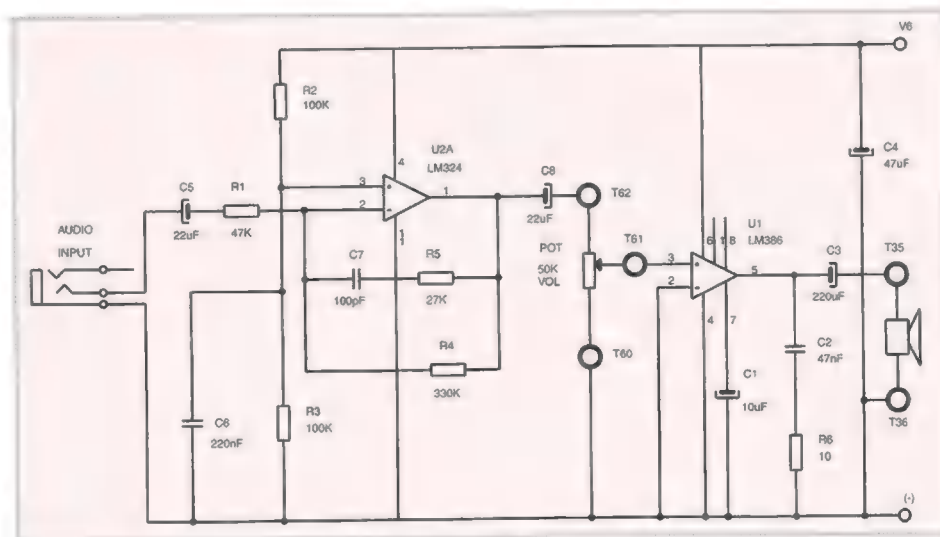 V6
R2
100K
U2A
LM324
4
3
2
1
11
C5
22uF
R1
47K
AUDIO
INPUT
C7
100pF
R5
27K
R4
330K
C6
220nF
R3
100K
C8
22uF
T62
POT
50K
VOL
T61
T60
U1
LM386
6
1
8
3
2
5
4
7
C1
10uF
C3
220uF
C2
47nF
R6
10
C4
47uF
T35
T36
(-)